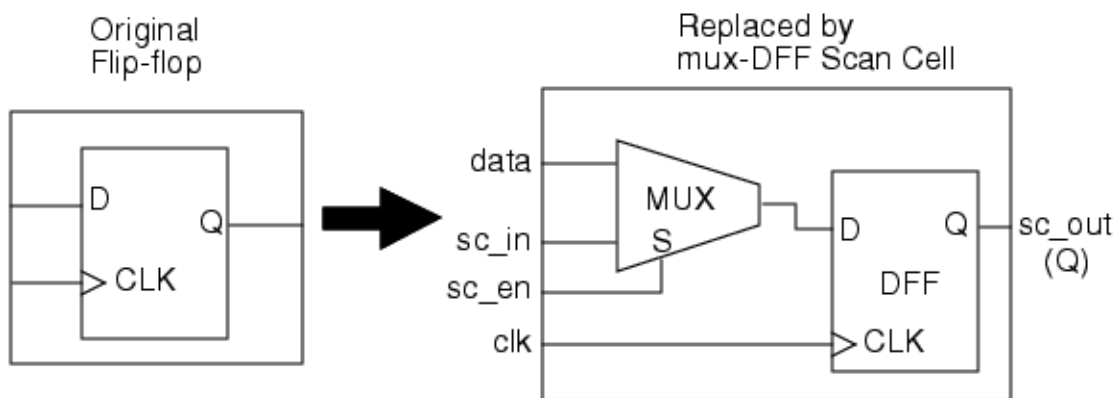 Original
Flip-flop
D
Q
CLK
Replaced by
mux-DFF Scan Cell
data
sc_in
sc_en
clk
MUX
S
D
Q
DFF
CLK
sc_out
(Q)